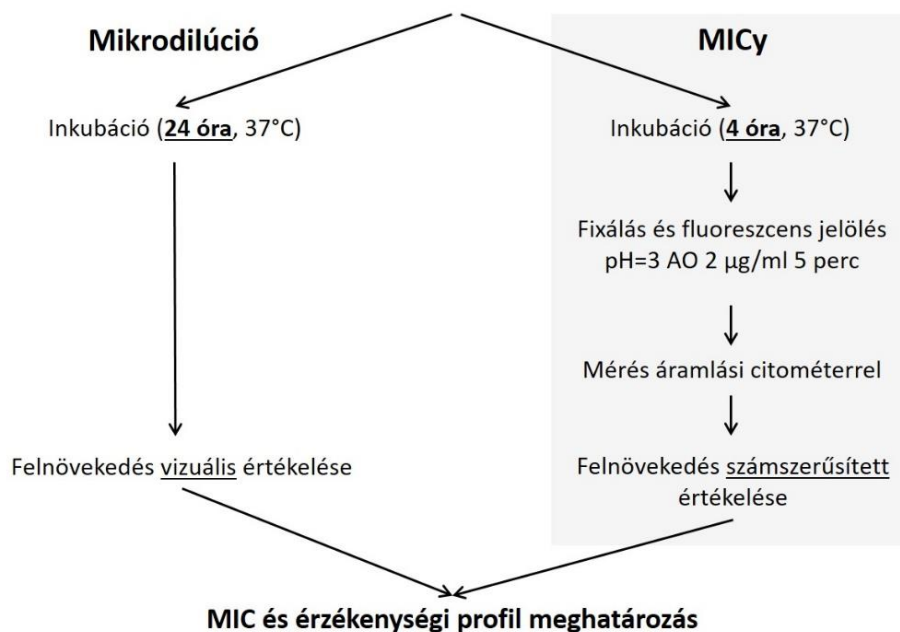 Mikrodilúció
MICy
Inkubáció (24 óra, 37°C)
Inkubáció (4 óra, 37°C)
Fixálás és fluoreszcens jelölés
pH=3 AO 2 µg/ml 5 perc
Mérés áramlási citométerrel
Felnövekedés vizuális értékelése
Felnövekedés számszerűsített
értékelése
MIC és érzékenységi profil meghatározás